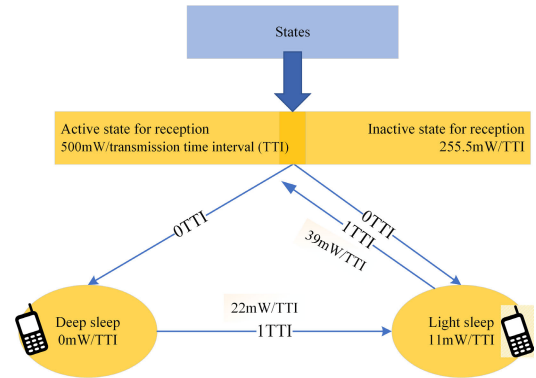 States
Active state for reception
500mW/transmission time interval (TTI)
Inactive state for reception
255.5mW/TTI
0TTI
0TTI
1TTI
39mW/TTI
Deep sleep
0mW/TTI
22mW/TTI
1TTI
Light sleep
11mW/TTI